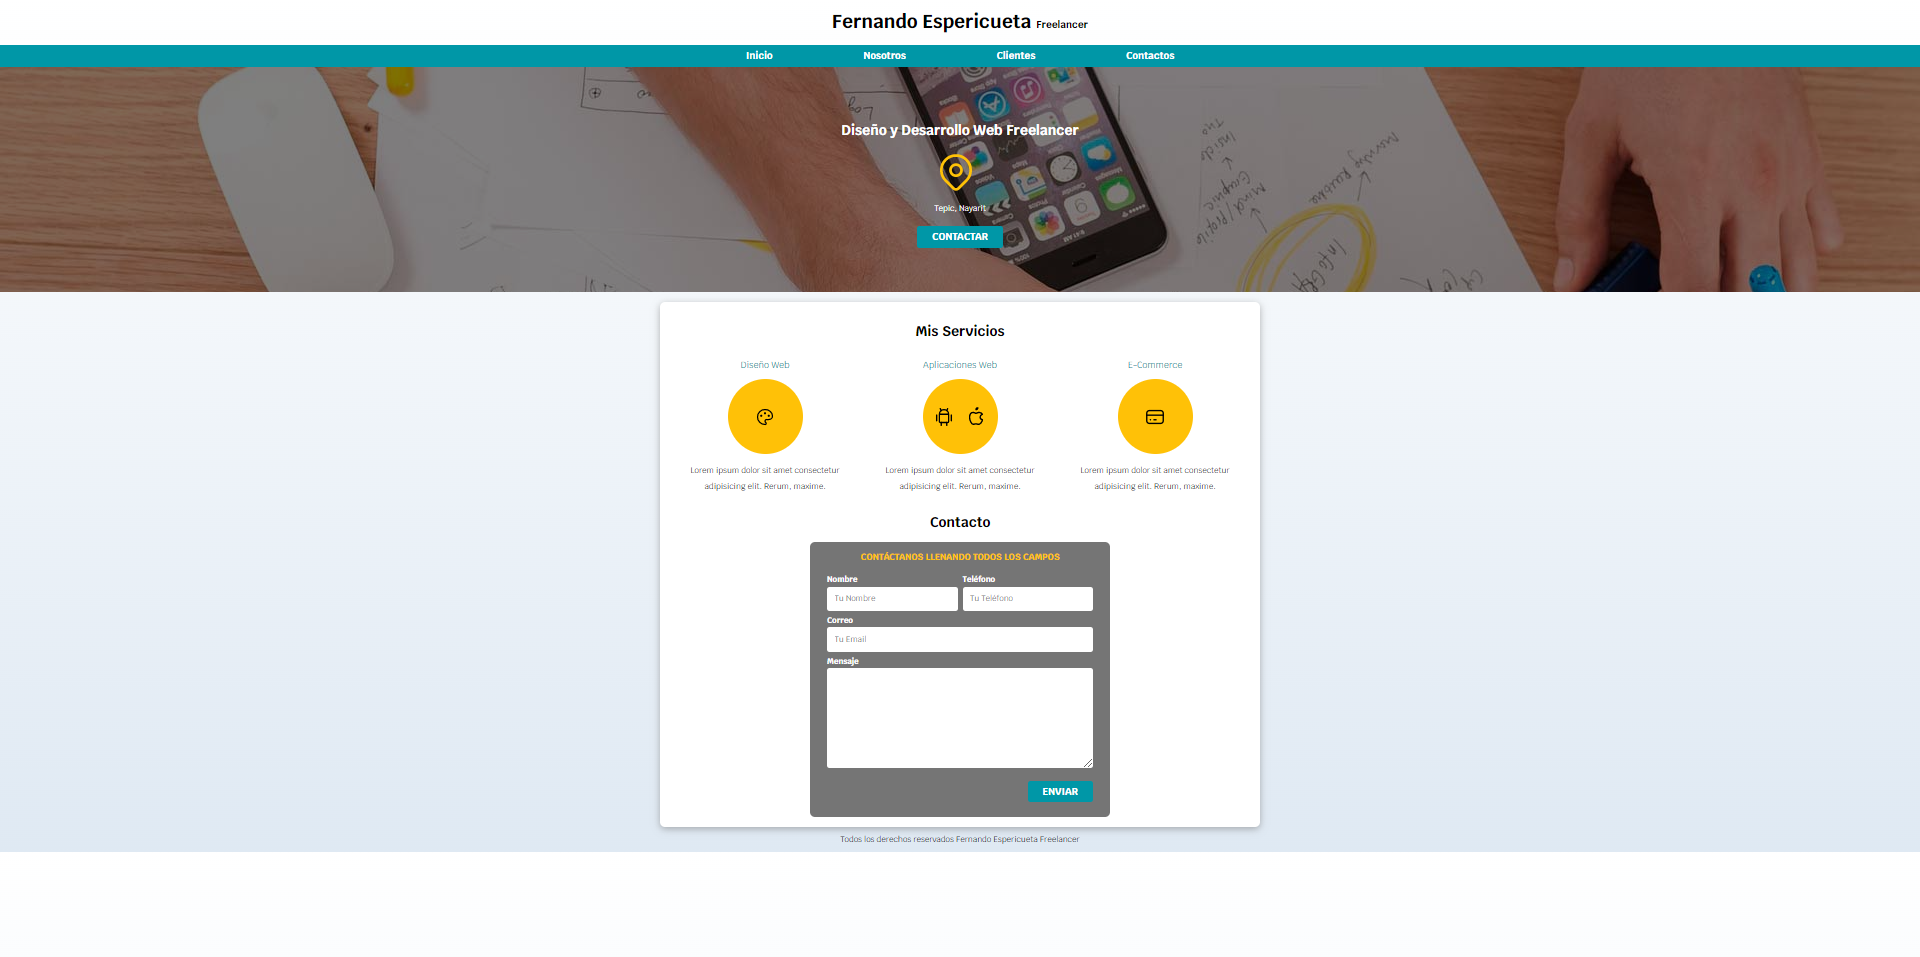 Fernando Espericueta Freelancer
Inicio Nosotros Clientes Contactos
Diseño y Desarrollo Web Freelancer
Tepic, Nayarit
CONTACTAR
Mis Servicios
Diseño Web Aplicaciones Web E-Commerce
Lorem ipsum dolor sit amet consectetur
adipisicing elit. Rerum, maxime.
Lorem ipsum dolor sit amet consectetur
adipisicing elit. Rerum, maxime.
Lorem ipsum dolor sit amet consectetur
adipisicing elit. Rerum, maxime.
Contacto
CONTÁCTANOS LLENANDO TODOS LOS CAMPOS
Nombre Teléfono
Tu Nombre Tu Teléfono
Correo
Tu Email
Mensaje
ENVIAR
Todos los derechos reservados Fernando Espericueta Freelancer